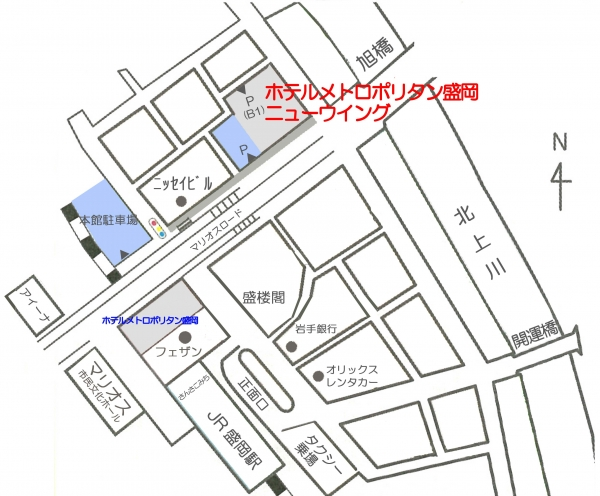 旭橋
ホテルメトロポリタン盛岡
ニューウイング
P
(B1)
P
N
ニッセイビル
本館駐車場
マリオスロード
北上川
アイーナ
盛楼閣
ホテルメトロポリタン盛岡
フェザン
岩手銀行
開運橋
オリックス
レンタカー
マリオス
市民文化ホール
さんさこみち
正面口
JR盛岡駅
タクシー
乗場